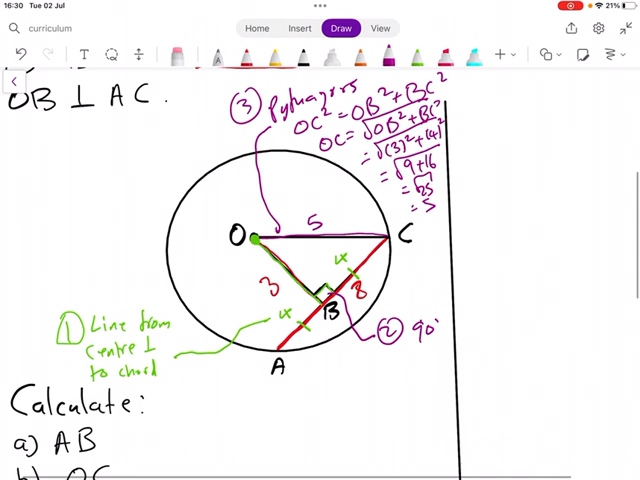 16:30 Tue 02 Jul
21%
curriculum
Home Insert Draw View
OB ⊥ AC.
③ Pythagoras
OC² = OB² + BC²
OC = √OB² + BC²
= √(3)² + (4)²
= √9 + 16
= √25
= 5
O
5
C
3
4
8
B
4
① Line from
centre ⊥
to chord
② 90°
A
Calculate:
a) AB
b) OC